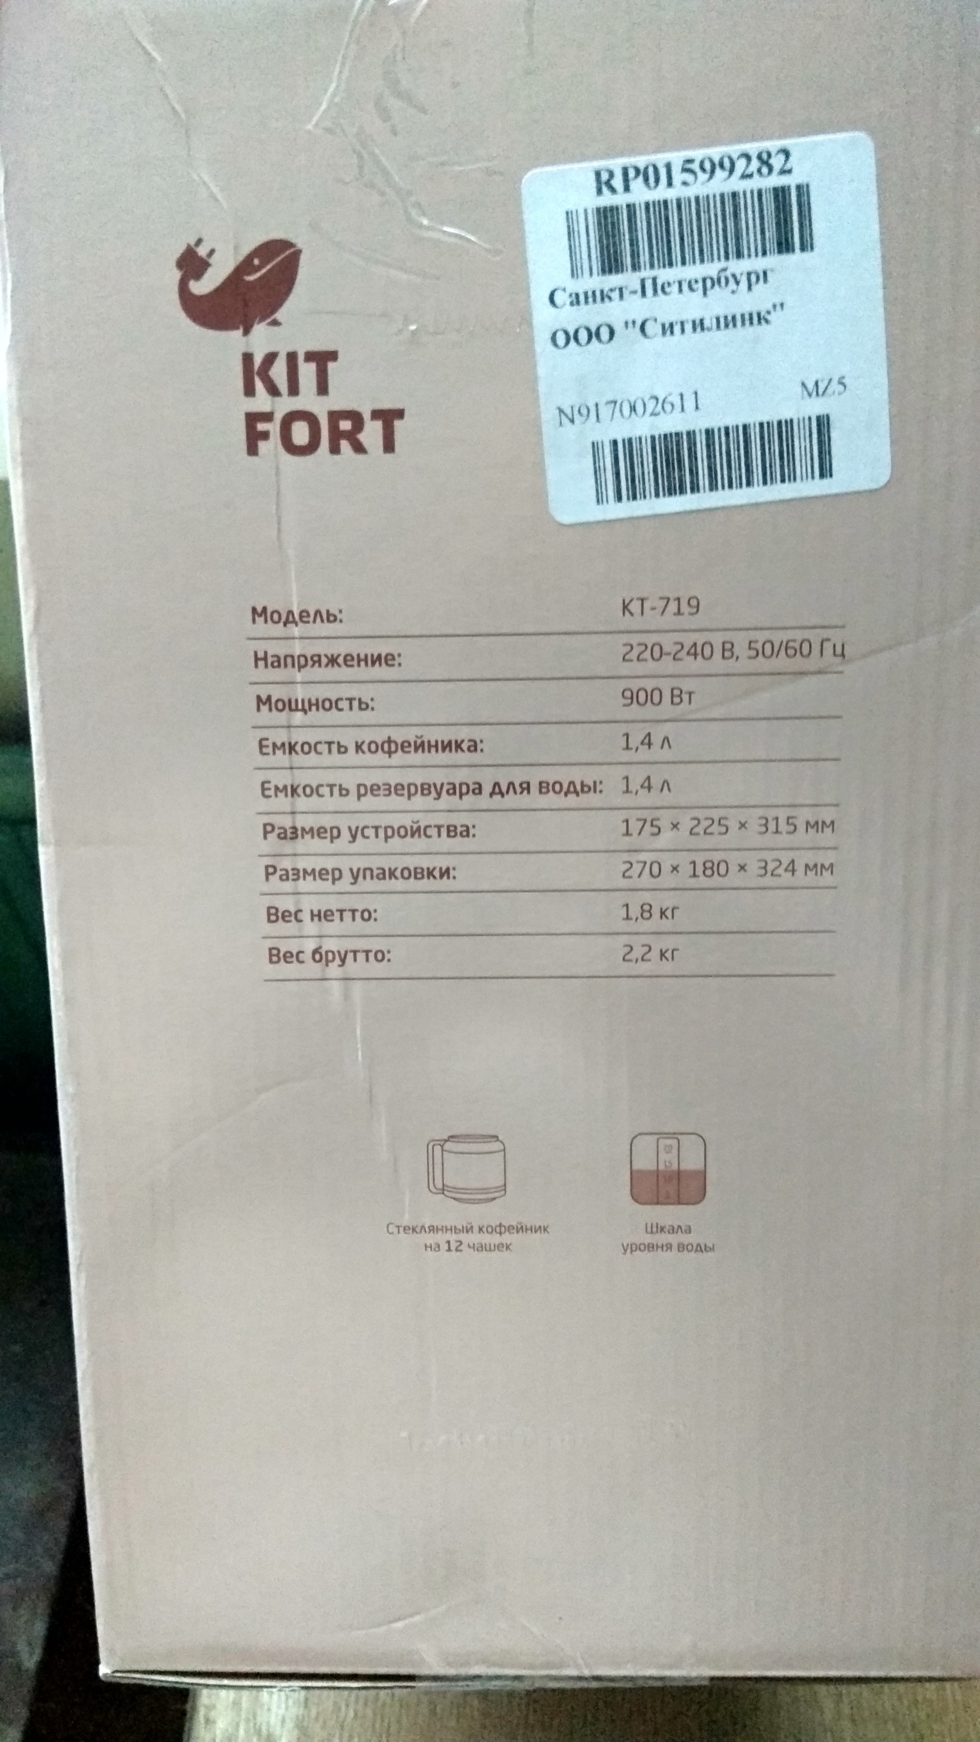 RP01599282
Санкт-Петербург
ООО "Ситилинк"
N917002611 MZ5
KIT
FORT
Модель: КТ-719
Напряжение: 220-240 В, 50/60 Гц
Мощность: 900 Вт
Емкость кофейника: 1,4 л
Емкость резервуара для воды: 1,4 л
Размер устройства: 175 × 225 × 315 мм
Размер упаковки: 270 × 180 × 324 мм
Вес нетто: 1,8 кг
Вес брутто: 2,2 кг
Стеклянный кофейник
на 12 чашек
Шкала
уровня воды